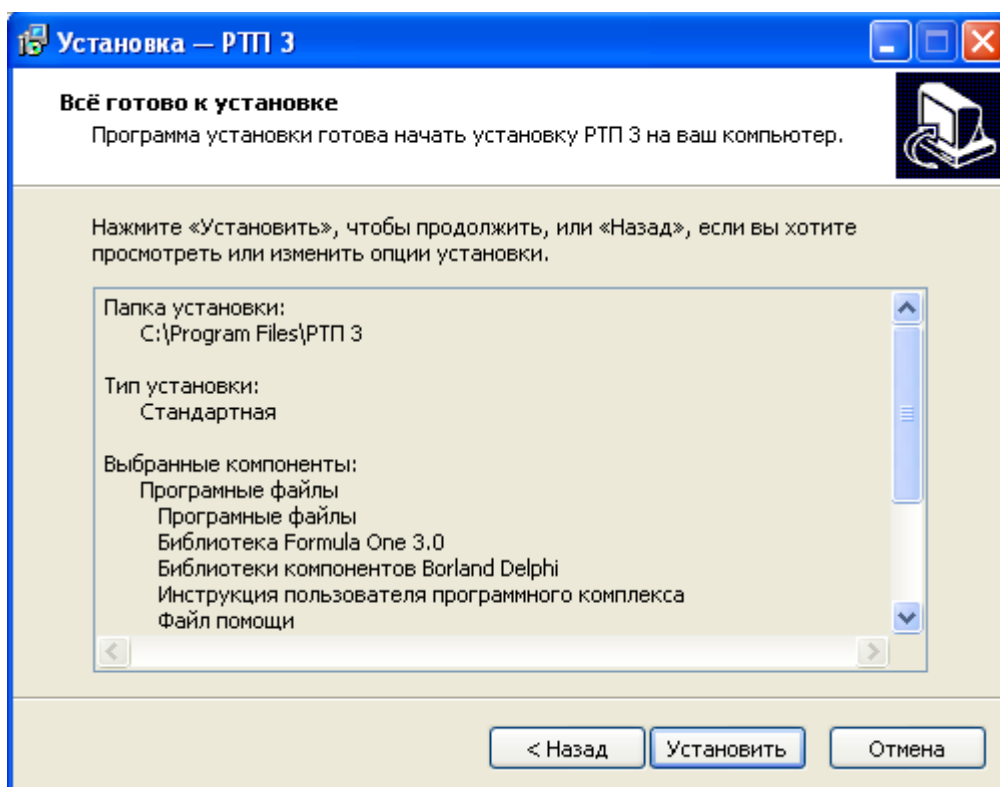 Установка — РТП 3
Всё готово к установке
Программа установки готова начать установку РТП 3 на ваш компьютер.
Нажмите «Установить», чтобы продолжить, или «Назад», если вы хотите
просмотреть или изменить опции установки.
Папка установки:
C:\Program Files\РТП 3
Тип установки:
Стандартная
Выбранные компоненты:
Програмные файлы
Програмные файлы
Библиотека Formula One 3.0
Библиотеки компонентов Borland Delphi
Инструкция пользователя программного комплекса
Файл помощи
< Назад
Установить
Отмена